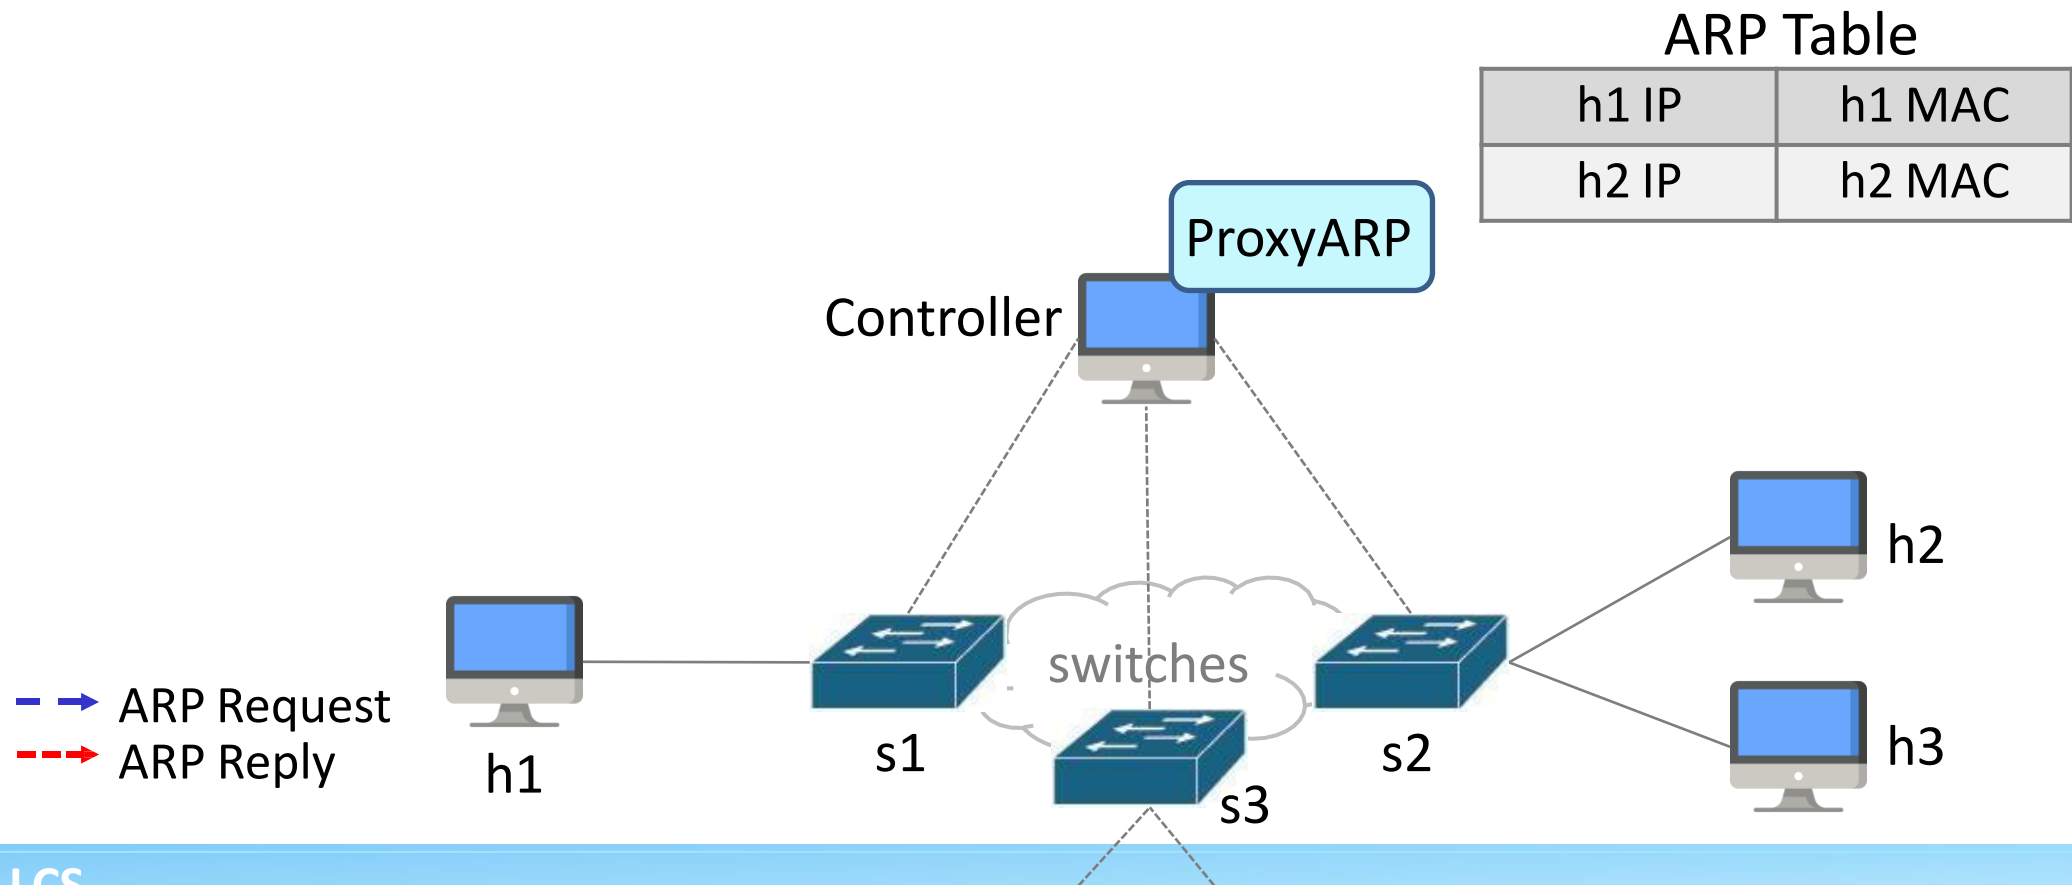 ARP Table
h1 IP h1 MAC
h2 IP h2 MAC
ProxyARP
Controller
h2
switches
ARP Request
ARP Reply
h1
s1
s2
h3
s3